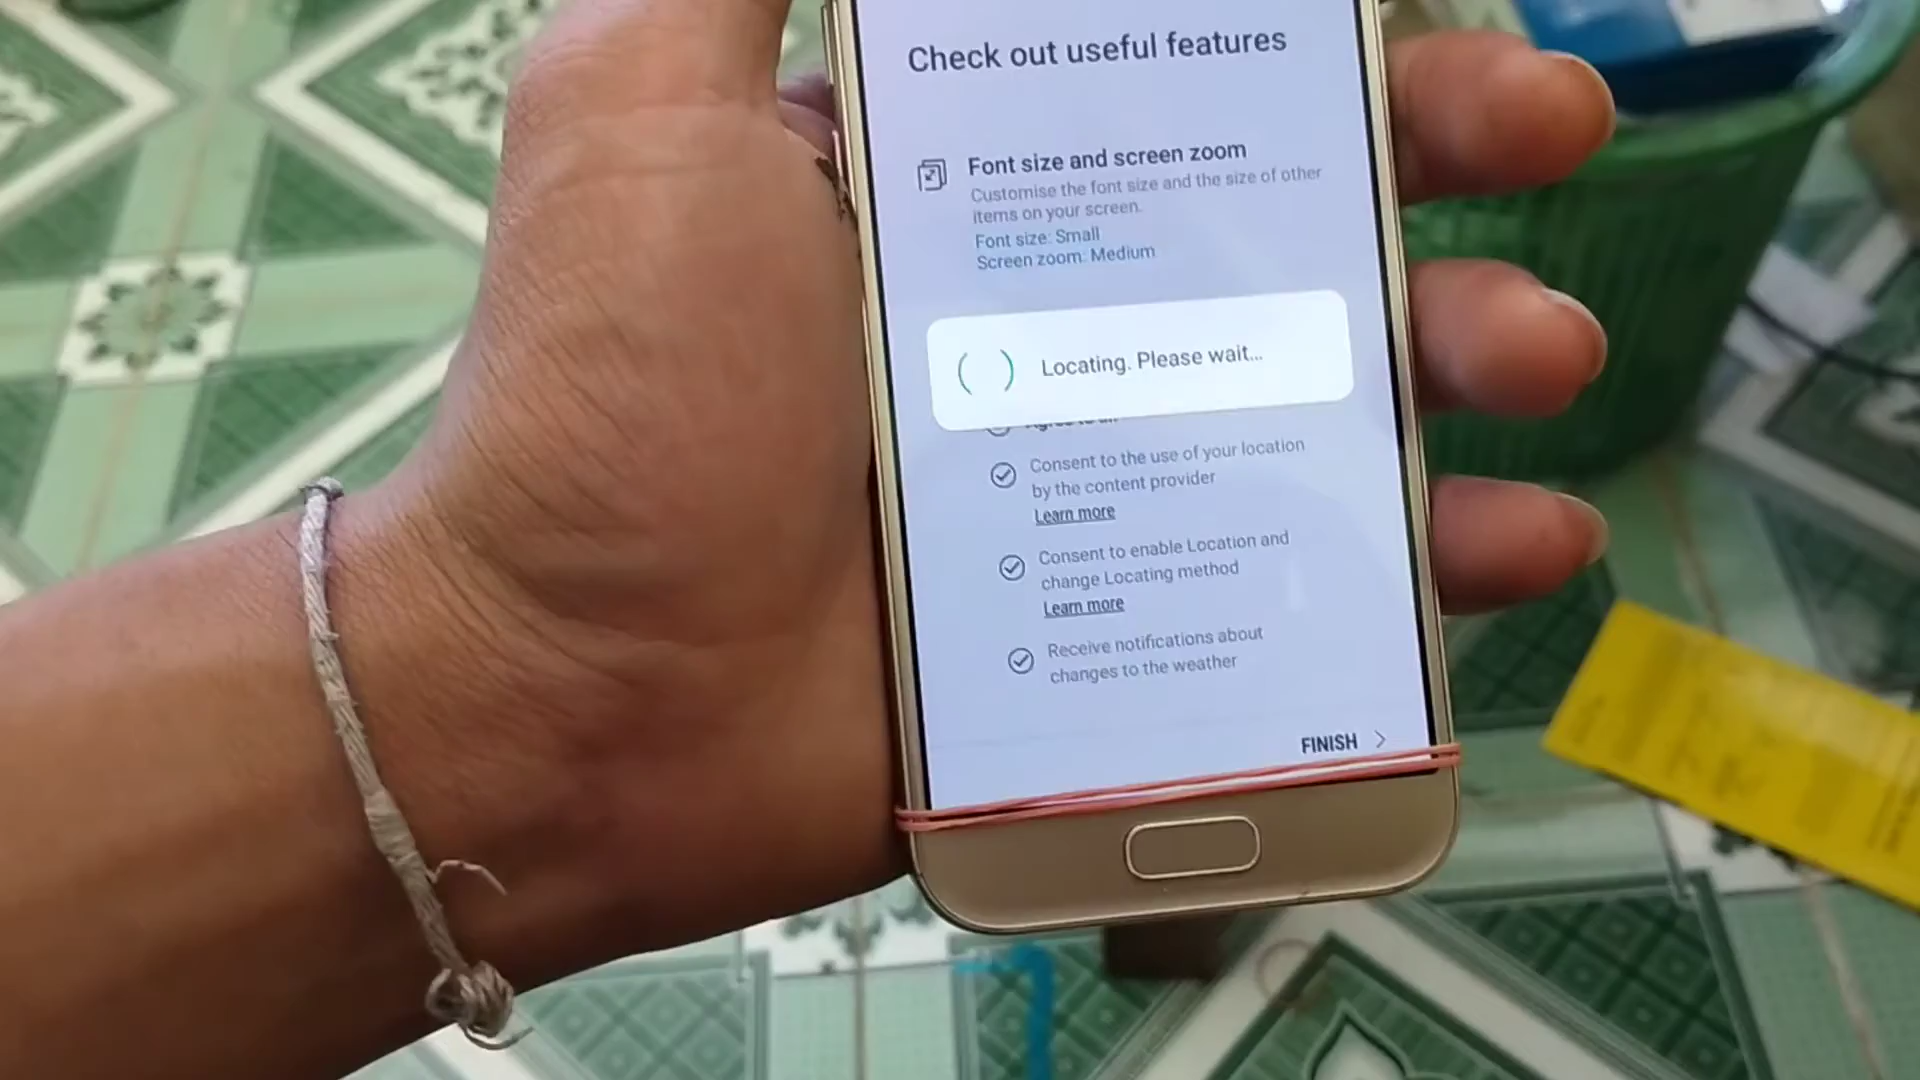 Check out useful features
Font size and screen zoom
Customise the font size and the size of other
items on your screen.
Font size: Small
Screen zoom: Medium
Locating. Please wait...
Consent to the use of your location
by the content provider
Learn more
Consent to enable Location and
change Locating method
Learn more
Receive notifications about
changes to the weather
FINISH